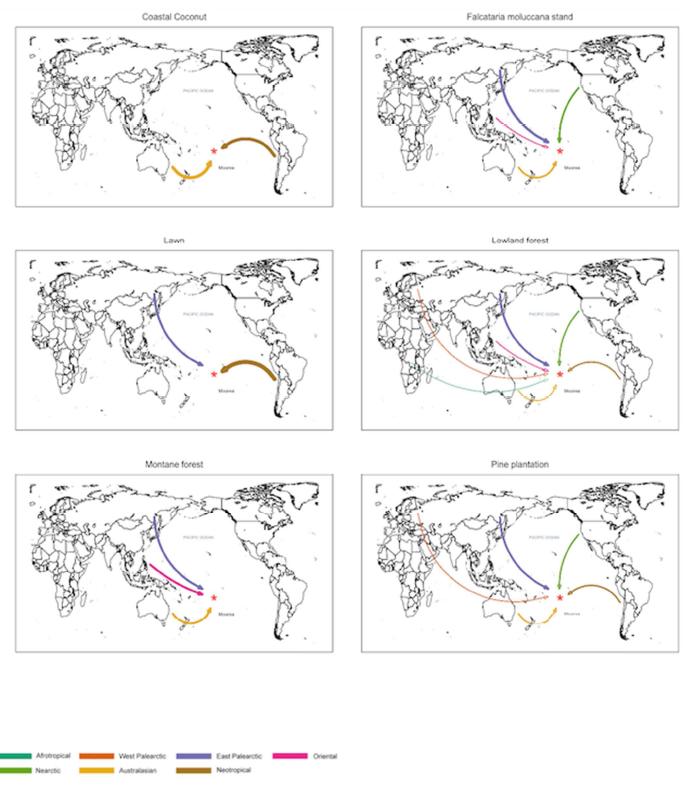 Coastal Coconut
Falcataria moluccana stand
PACIFIC OCEAN
Moorea
PACIFIC OCEAN
Moorea
Lawn
Lowland forest
PACIFIC OCEAN
Moorea
PACIFIC OCEAN
Moorea
Montane forest
Pine plantation
PACIFIC OCEAN
Moorea
PACIFIC OCEAN
Moorea
Afrotropical
West Palearctic
East Palearctic
Oriental
Nearctic
Australasian
Neotropical